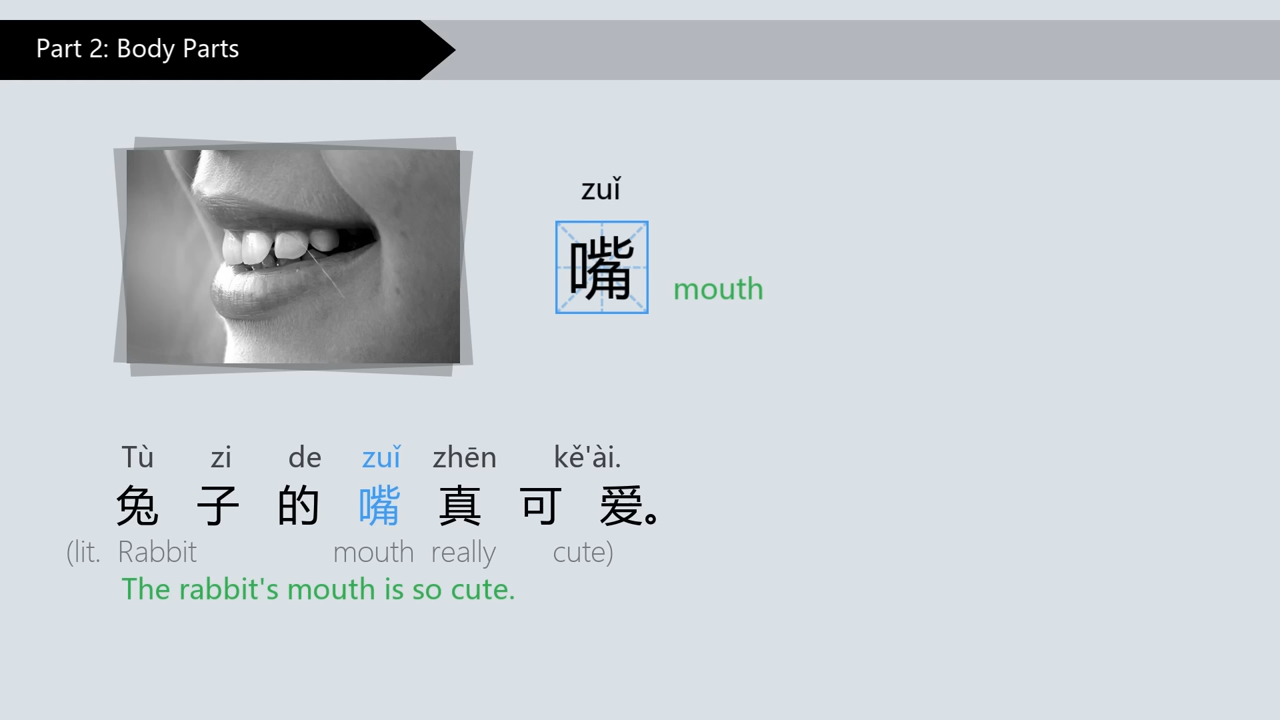 Part 2: Body Parts
zuǐ
嘴
mouth
Tù zi de zuǐ zhēn kě'ài.
兔子的嘴真可爱。
(lit. Rabbit mouth really cute)
The rabbit's mouth is so cute.